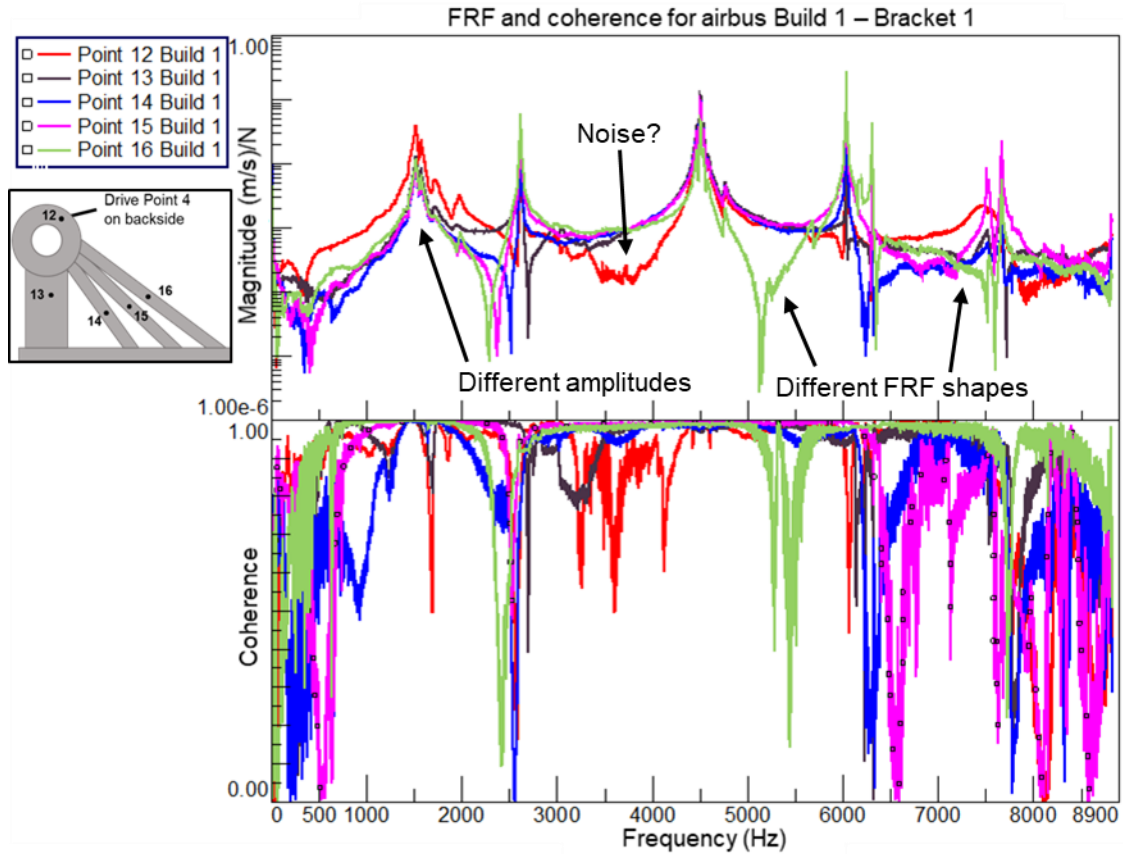 FRF and coherence for airbus Build 1 – Bracket 1
Point 12 Build 1
Point 13 Build 1
Point 14 Build 1
Point 15 Build 1
Point 16 Build 1
Drive Point 4
on backside
12
13
14
15
16
1.00
Magnitude (m/s)/N
1.00e-6
Noise?
Different amplitudes
Different FRF shapes
1.00
Coherence
0.00
0 500 1000 2000 3000 4000 5000 6000 7000 8000 8900
Frequency (Hz)